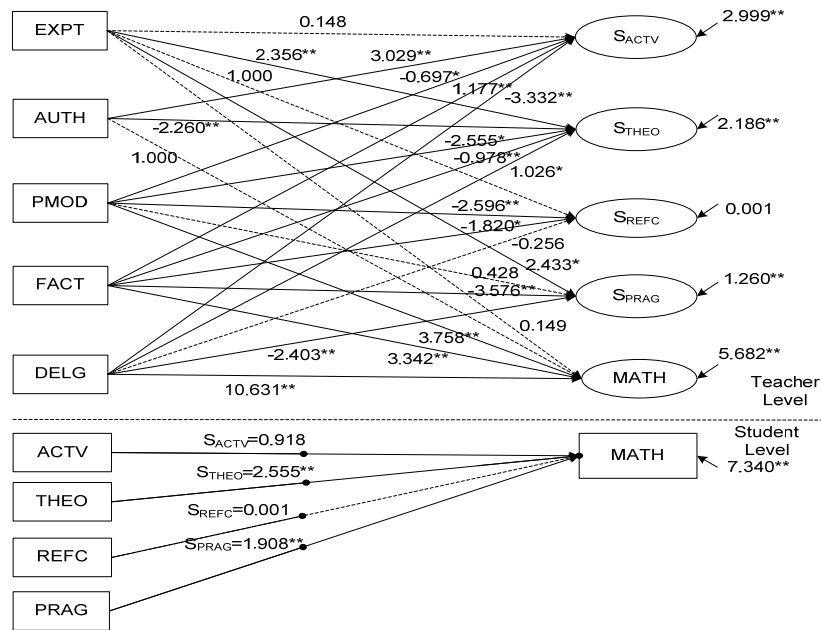 EXPT
0.148
S_ACTV
2.999**
2.356**
3.029**
1.000
-0.697*
1.177**
-3.332**
AUTH
-2.260**
S_THEO
2.186**
1.000
-2.555*
-0.978**
1.026*
PMOD
-2.596**
S_REFC
0.001
-1.820*
-0.256
FACT
0.428
2.433*
-3.576**
S_PRAG
1.260**
0.149
3.758**
DELG
-2.403**
3.342**
10.631**
MATH
5.682**
Teacher
Level
ACTV
S_ACTV=0.918
MATH
Student
Level
7.340**
THEO
S_THEO=2.555**
REFC
S_REFC=0.001
S_PRAG=1.908**
PRAG